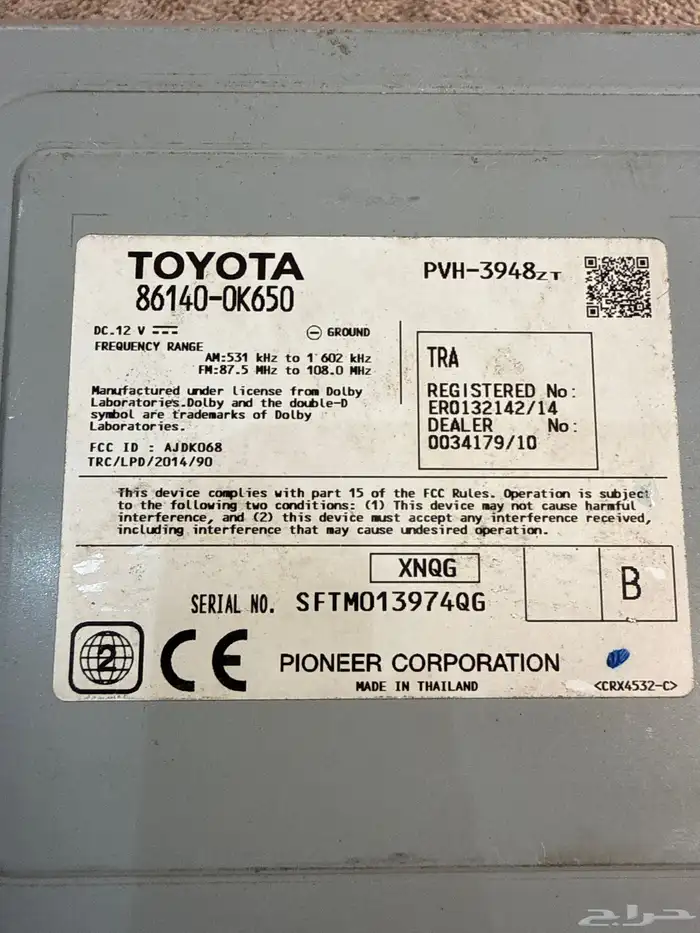 TOYOTA
86140-0K650
PVH-3948ZT
DC.12 V
GROUND
FREQUENCY RANGE
AM:531 kHz to 1 602 kHz
FM:87.5 MHz to 108.0 MHz
Manufactured under license from Dolby
Laboratories.Dolby and the double-D
symbol are trademarks of Dolby
Laboratories.
FCC ID : AJDK068
TRC/LPD/2014/90
TRA
REGISTERED No:
ER0132142/14
DEALER No:
0034179/10
This device complies with part 15 of the FCC Rules. Operation is subject
to the following two conditions: (1) This device may not cause harmful
interference, and (2) this device must accept any interference received,
including interference that may cause undesired operation.
XNQG
SERIAL NO. SFTM013974QG
B
2
CE
PIONEER CORPORATION
MADE IN THAILAND
<CRX4532-C>
حراج